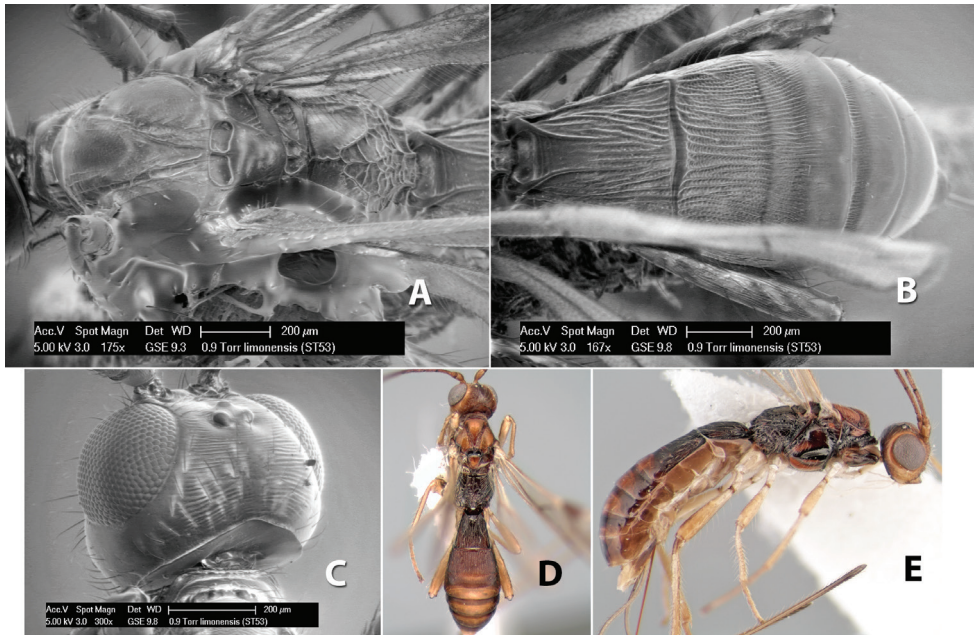 A
Acc.V Spot Magn Det WD 200 µm
5.00 kV 3.0 175x GSE 9.3 0.9 Torr limonensis (ST53)
B
Acc.V Spot Magn Det WD 200 µm
5.00 kV 3.0 167x GSE 9.8 0.9 Torr limonensis (ST53)
C
Acc.V Spot Magn Det WD 200 µm
5.00 kV 3.0 300x GSE 9.8 0.9 Torr limonensis (ST53)
D
E